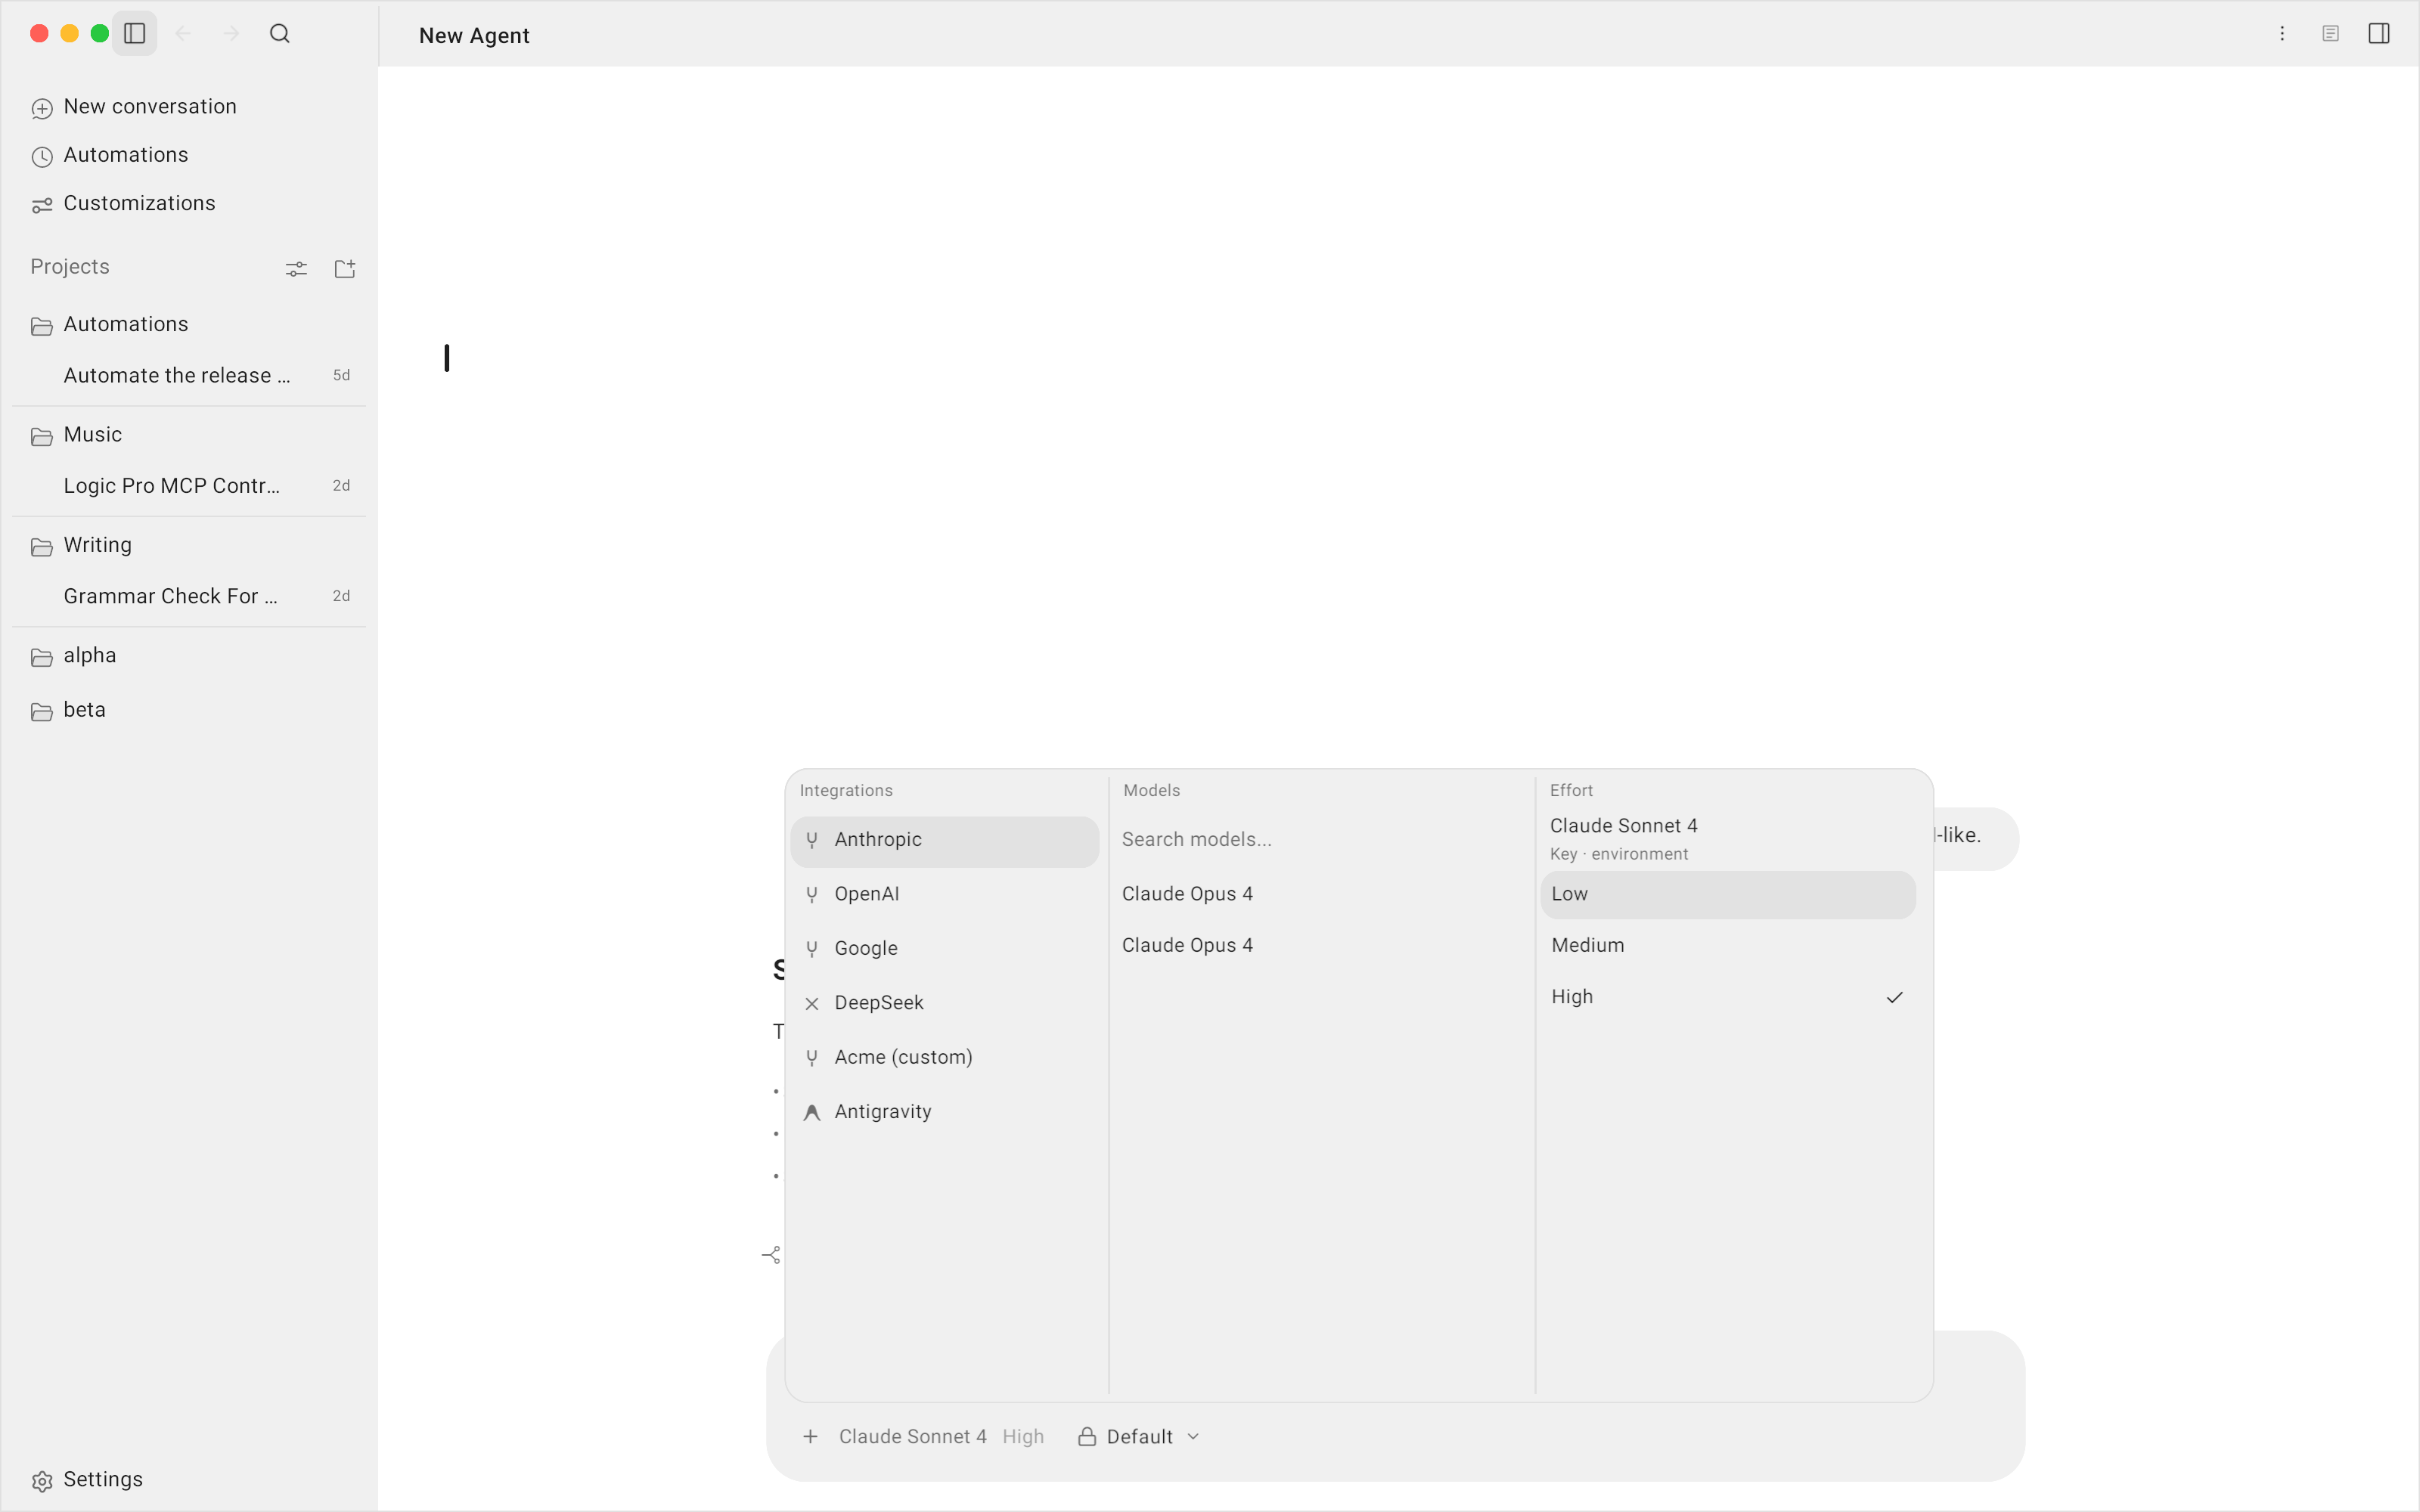 New Agent
New conversation
Automations
Customizations
Projects
Automations
Automate the release ... 5d
Music
Logic Pro MCP Contr... 2d
Writing
Grammar Check For ... 2d
alpha
beta
Settings
Integrations
Anthropic
OpenAI
Google
DeepSeek
Acme (custom)
Antigravity
Models
Search models...
Claude Opus 4
Claude Opus 4
Effort
Claude Sonnet 4
Key · environment
Low
Medium
High
-like.
S
T
Claude Sonnet 4 High Default